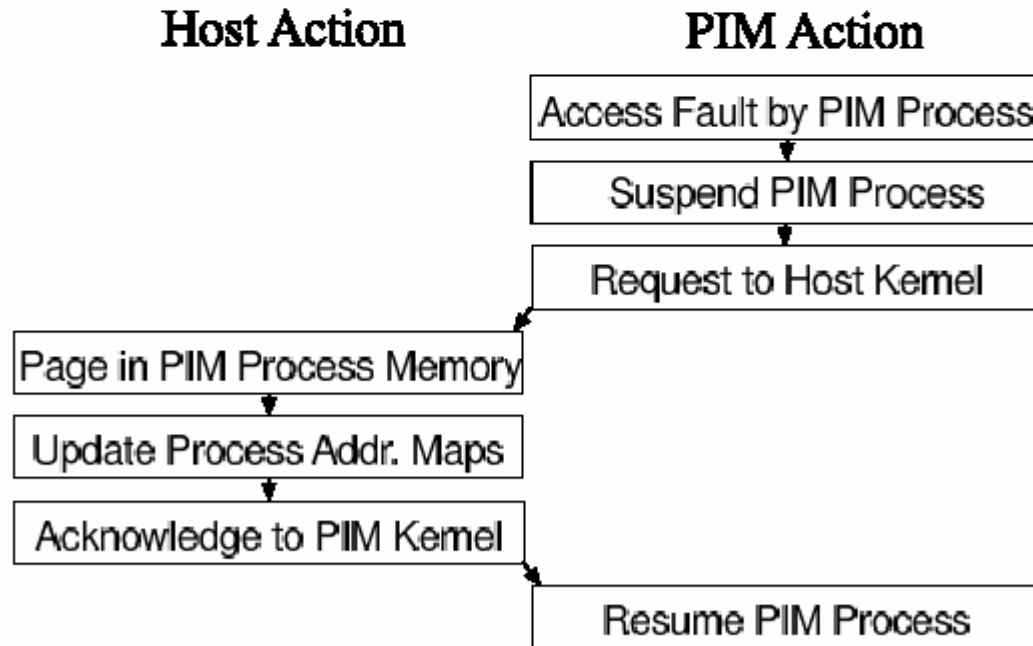 Host Action
PIM Action
Access Fault by PIM Process
Suspend PIM Process
Request to Host Kernel
Page in PIM Process Memory
Update Process Addr. Maps
Acknowledge to PIM Kernel
Resume PIM Process